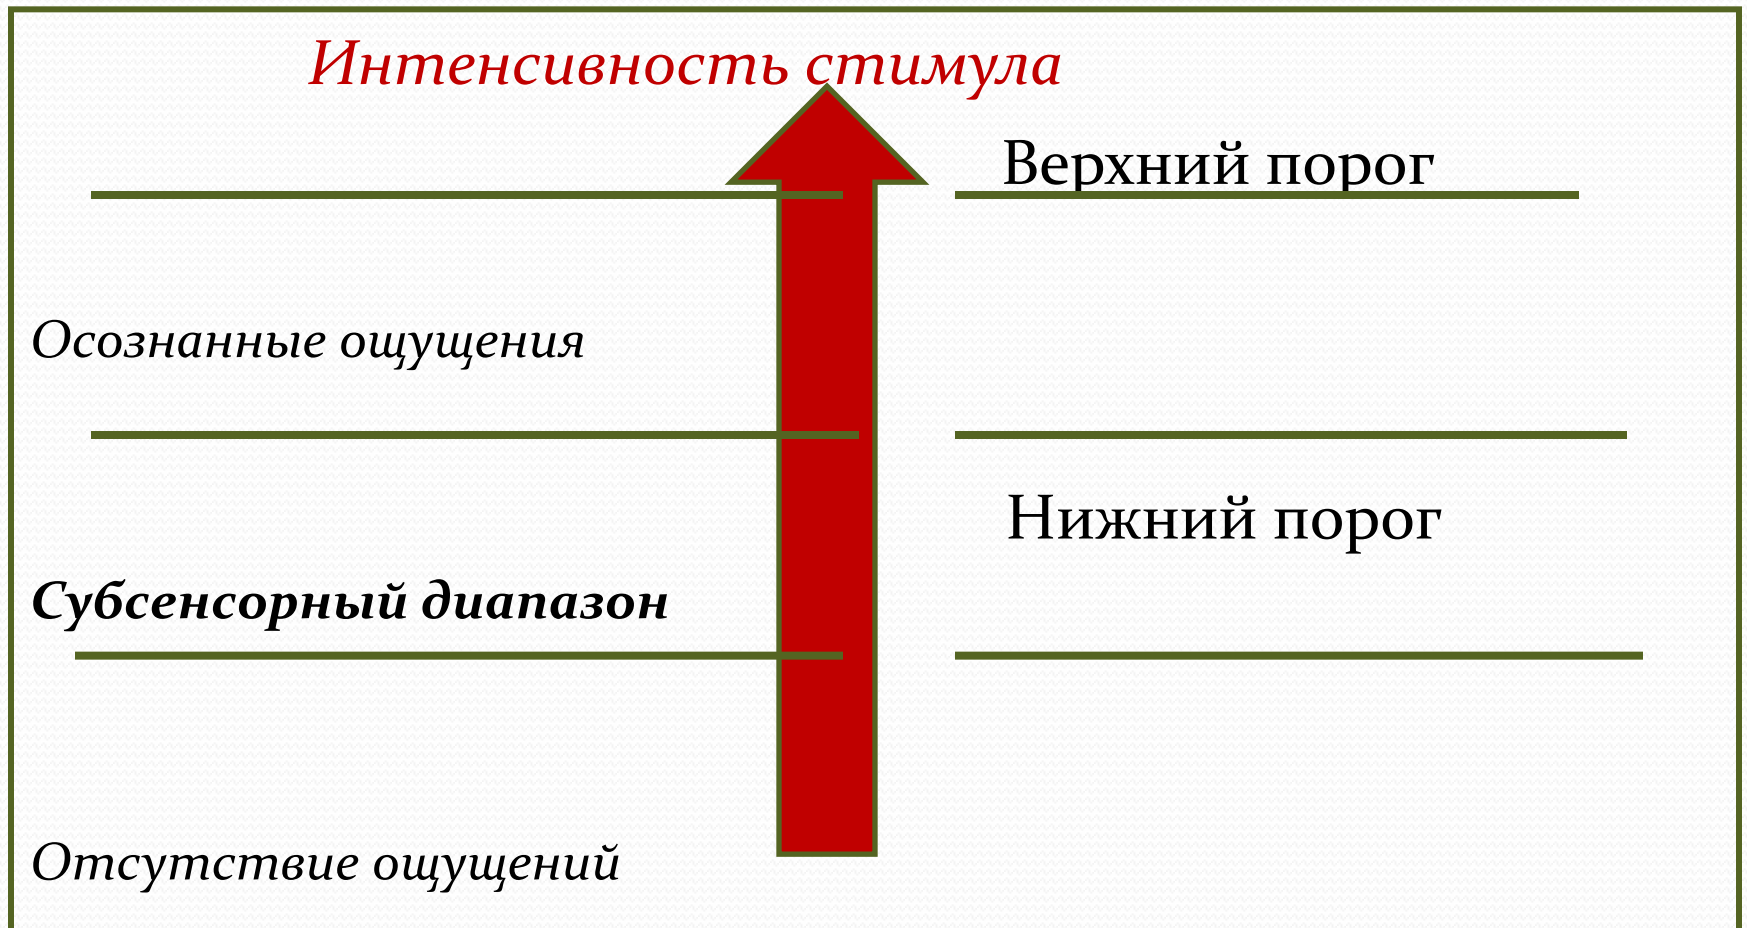 Интенсивность стимула
Верхний порог
Осознанные ощущения
Нижний порог
Субсенсорный диапазон
Отсутствие ощущений